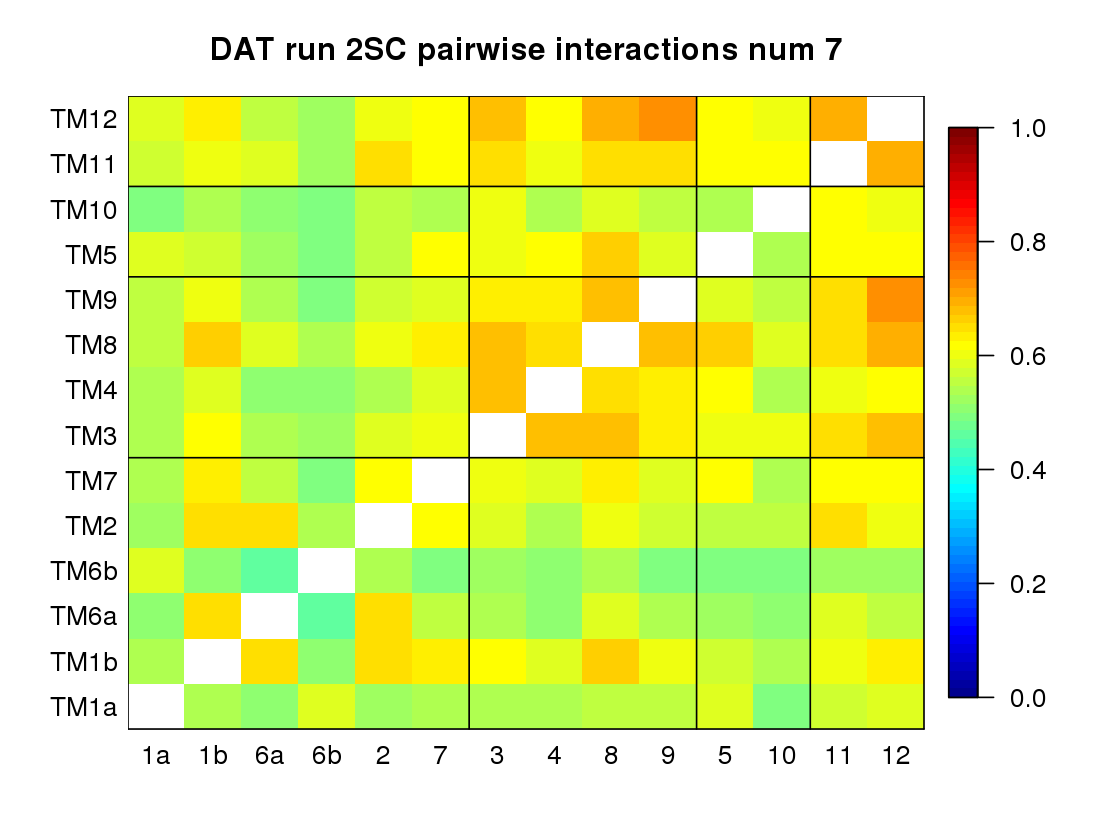 DAT run 2SC pairwise interactions num 7
TM12
TM11
TM10
TM5
TM9
TM8
TM4
TM3
TM7
TM2
TM6b
TM6a
TM1b
TM1a
1a 1b 6a 6b 2 7 3 4 8 9 5 10 11 12
1.0
0.8
0.6
0.4
0.2
0.0